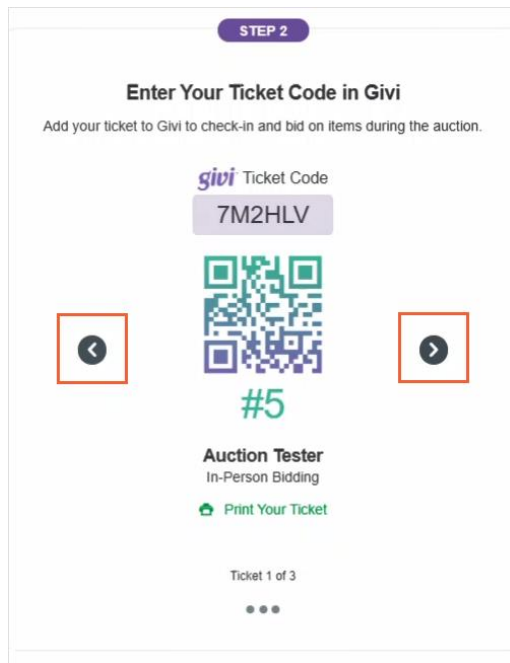 STEP 2
Enter Your Ticket Code in Givi
Add your ticket to Givi to check-in and bid on items during the auction.
givi Ticket Code
7M2HLV
#5
Auction Tester
In-Person Bidding
Print Your Ticket
Ticket 1 of 3